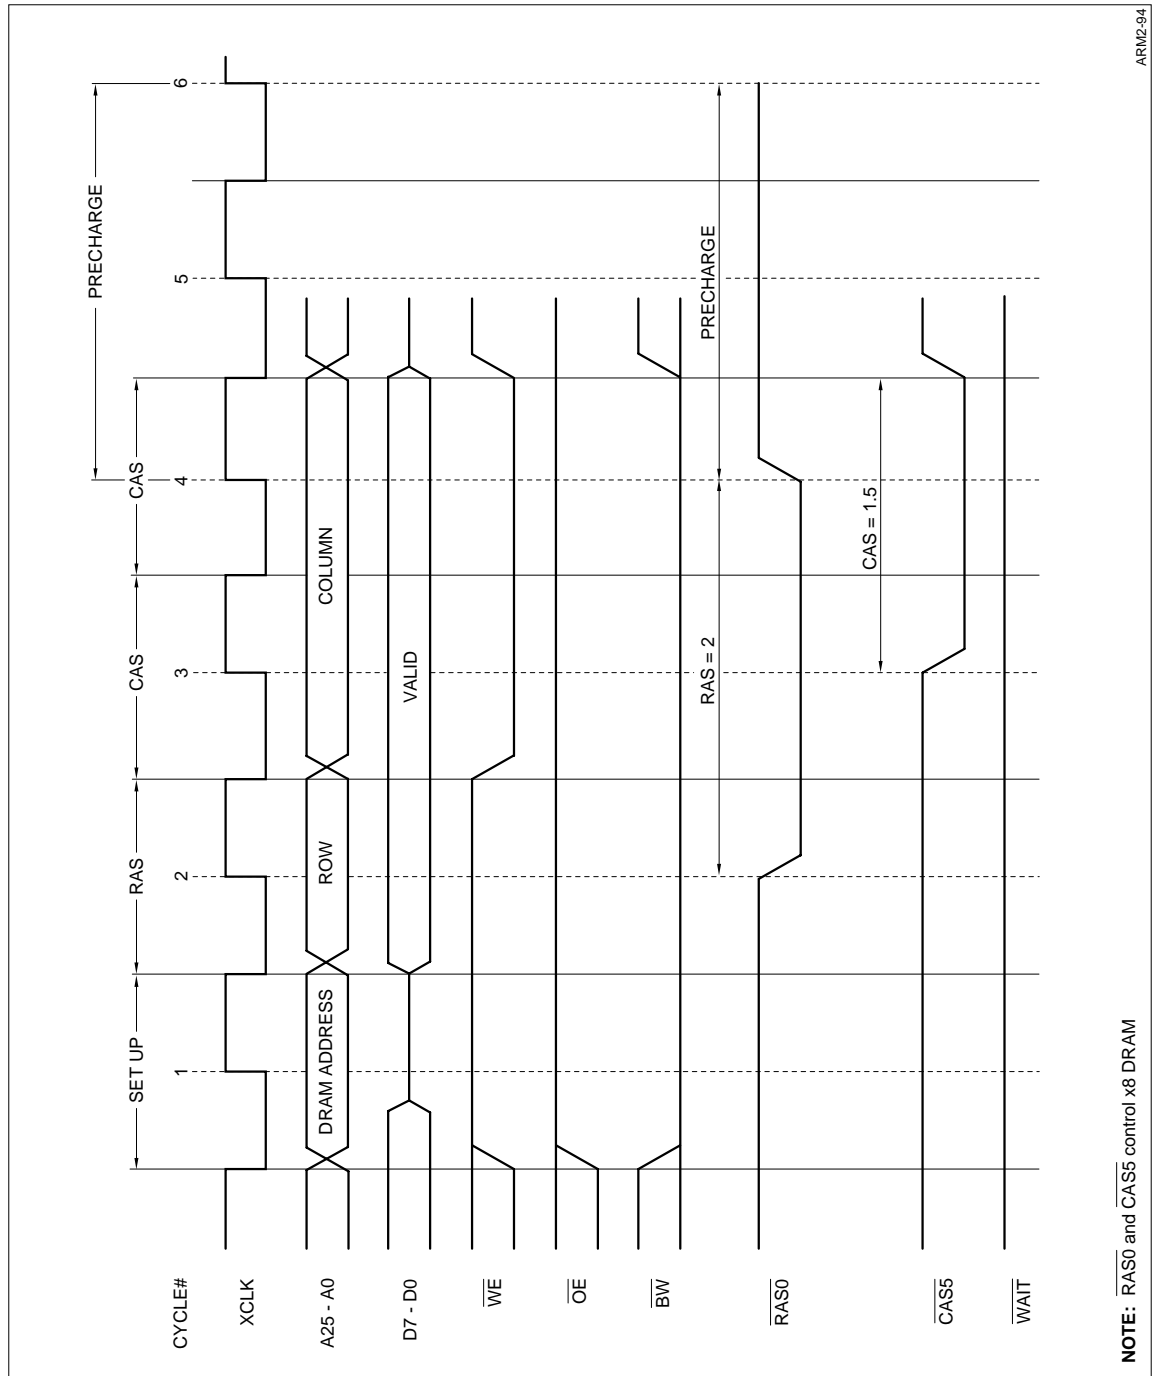 CYCLE#
1
2
3
4
5
6
SET UP
RAS
CAS
CAS
PRECHARGE
XCLK
A25 - A0
DRAM ADDRESS
ROW
COLUMN
D7 - D0
VALID
WE
OE
BW
RAS = 2
PRECHARGE
RAS0
CAS = 1.5
CAS5
WAIT
NOTE: RAS0 and CAS5 control x8 DRAM
ARM2-94